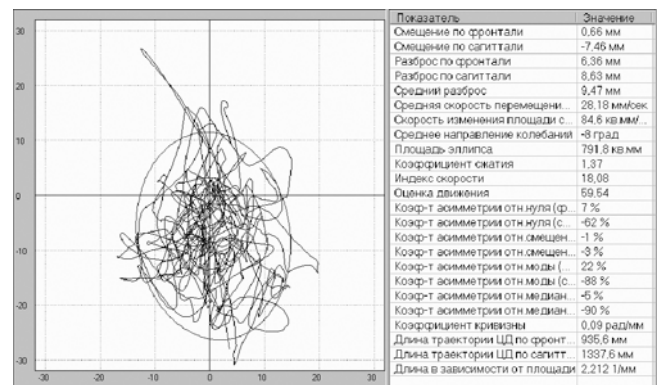 30
20
10
0
-10
-20
-30
-30 -20 -10 0 10 20 30
Показатель Значение
Смещение по фронтали 0,66 мм
Смещение по сагиттали -7,46 мм
Разброс по фронтали 6,36 мм
Разброс по сагиттали 8,63 мм
Средний разброс 9,47 мм
Средняя скорость перемещени... 28,18 мм/сек
Скорость изменения площади с... 84,6 кв.мм/...
Среднее направление колебаний -8 град
Площадь эллипса 791,8 кв.мм
Коэффициент сжатия 1,37
Индекс скорости 18,08
Оценка движения 59,54
Коэф-т асимметрии отн.нуля (ф... 7 %
Коэф-т асимметрии отн.нуля (с... -62 %
Коэф-т асимметрии отн.смещен... -1 %
Коэф-т асимметрии отн.смещен... -3 %
Коэф-т асимметрии отн.моды (... 22 %
Коэф-т асимметрии отн.моды (с... -88 %
Коэф-т асимметрии отн.медиан... -5 %
Коэф-т асимметрии отн.медиан... -90 %
Коэффициент кривизны 0,09 рад/мм
Длина траектории ЦД по фронт... 935,6 мм
Длина траектории ЦД по сагитт... 1337,6 мм
Длина в зависимости от площади 2,212 1/мм